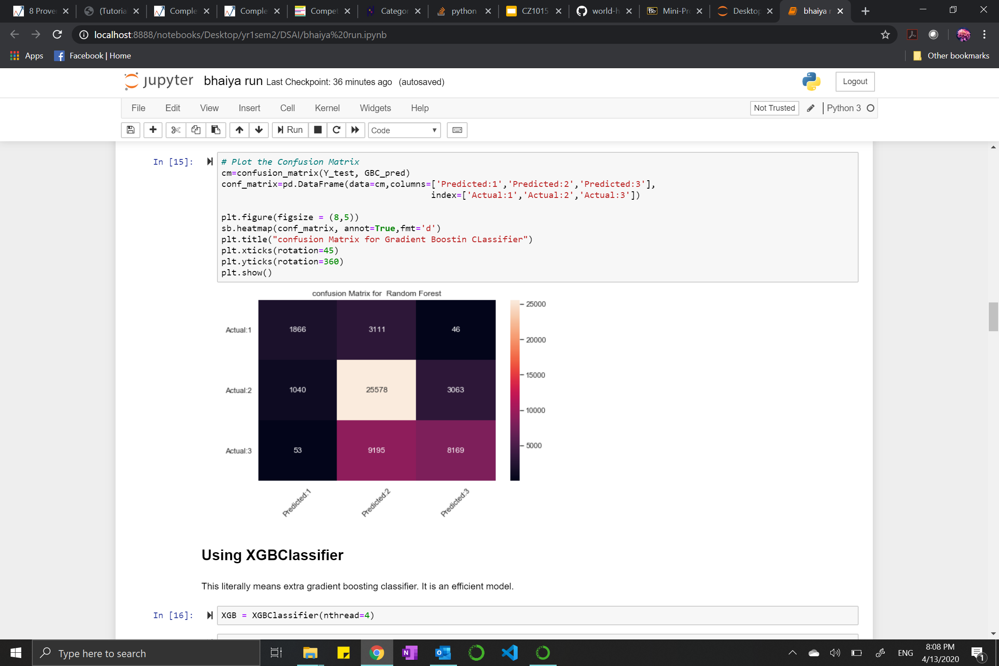 8 Prove
(Tutoria
Comple
Comple
Compet
Categor
python
CZ1015
world-h
Mini-Pr
Desktop
bhaiya r
localhost:8888/notebooks/Desktop/yr1sem2/DSAI/bhaiya%20run.ipynb
Apps
Facebook | Home
Other bookmarks
jupyter bhaiya run Last Checkpoint: 36 minutes ago (autosaved)
Logout
File Edit View Insert Cell Kernel Widgets Help
Not Trusted
Python 3
Run
Code
In [15]:
# Plot the Confusion Matrix
cm=confusion_matrix(Y_test, GBC_pred)
conf_matrix=pd.DataFrame(data=cm,columns=['Predicted:1','Predicted:2','Predicted:3'],
index=['Actual:1','Actual:2','Actual:3'])
plt.figure(figsize = (8,5))
sb.heatmap(conf_matrix, annot=True,fmt='d')
plt.title("confusion Matrix for Gradient Boostin CLassifier")
plt.xticks(rotation=45)
plt.yticks(rotation=360)
plt.show()
confusion Matrix for  Random Forest
Actual:1 1866 3111 46
Actual:2 1040 25578 3063
Actual:3 53 9195 8169
Predicted:1 Predicted:2 Predicted:3
25000
20000
15000
10000
5000
Using XGBClassifier
This literally means extra gradient boosting classifier. It is an efficient model.
In [16]:
XGB = XGBClassifier(nthread=4)
Type here to search
ENG
8:08 PM
4/13/2020
1